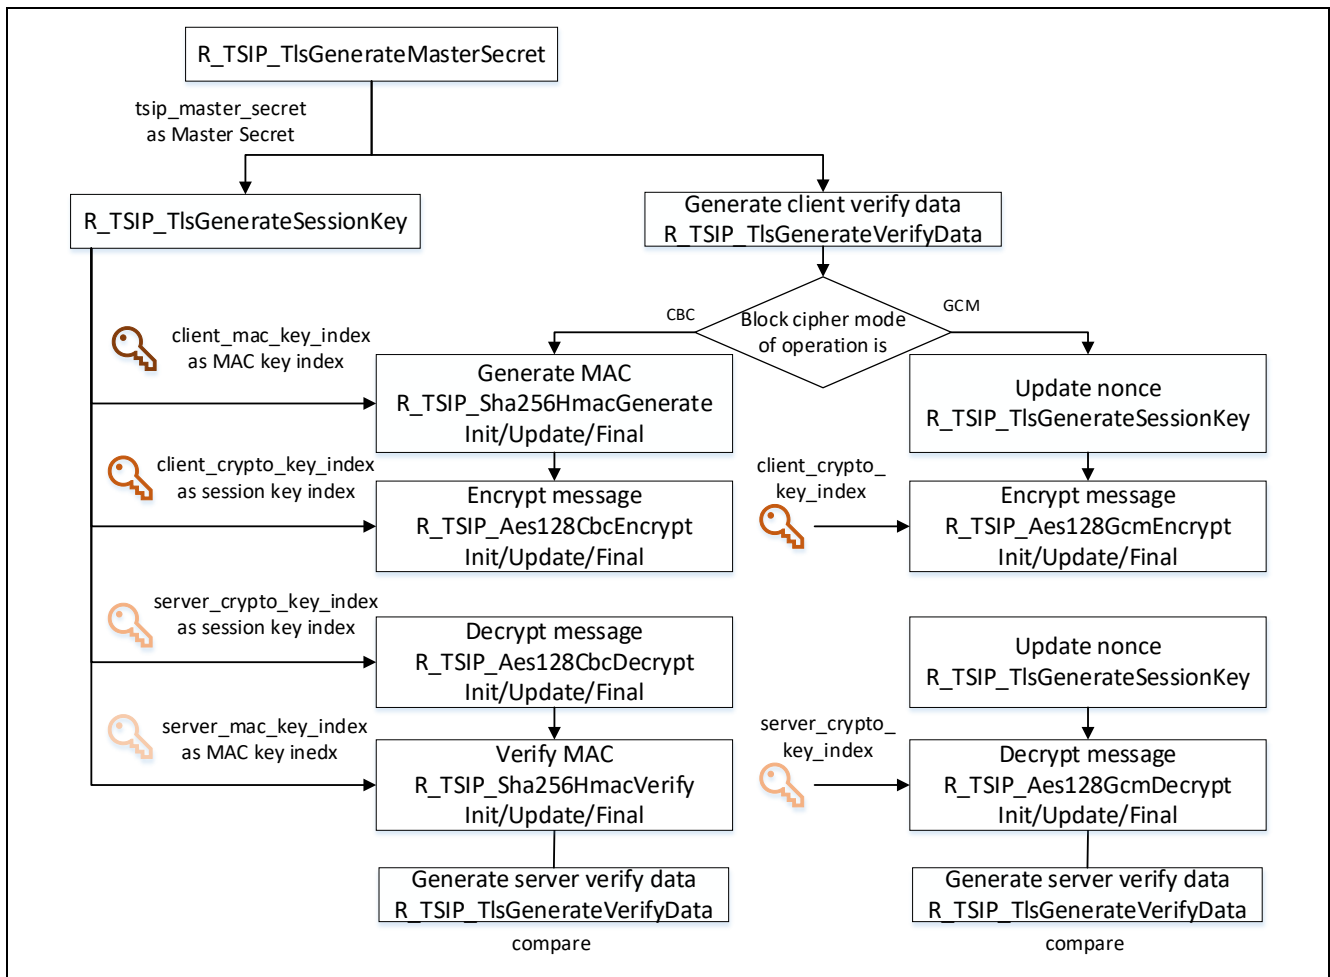 R_TSIP_TlsGenerateMasterSecret
tsip_master_secret
as Master Secret
R_TSIP_TlsGenerateSessionKey
Generate client verify data
R_TSIP_TlsGenerateVerifyData
CBC
Block cipher mode
of operation is
GCM
client_mac_key_index
as MAC key index
Generate MAC
R_TSIP_Sha256HmacGenerate
Init/Update/Final
Update nonce
R_TSIP_TlsGenerateSessionKey
client_crypto_key_index
as session key index
Encrypt message
R_TSIP_Aes128CbcEncrypt
Init/Update/Final
client_crypto_
key_index
Encrypt message
R_TSIP_Aes128GcmEncrypt
Init/Update/Final
server_crypto_key_index
as session key index
Decrypt message
R_TSIP_Aes128CbcDecrypt
Init/Update/Final
Update nonce
R_TSIP_TlsGenerateSessionKey
server_mac_key_index
as MAC key inedx
Verify MAC
R_TSIP_Sha256HmacVerify
Init/Update/Final
server_crypto_
key_index
Decrypt message
R_TSIP_Aes128GcmDecrypt
Init/Update/Final
Generate server verify data
R_TSIP_TlsGenerateVerifyData
compare
Generate server verify data
R_TSIP_TlsGenerateVerifyData
compare